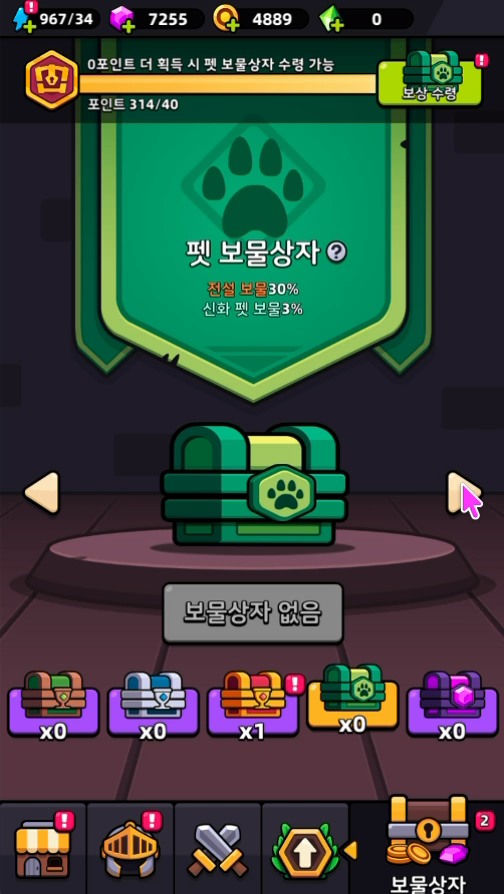 967/34
7255
4889
0
0포인트 더 획득 시 펫 보물상자 수령 가능
포인트 314/40
보상 수령
펫 보물상자 ?
전설 보물30%
신화 펫 보물3%
보물상자 없음
x0
x0
x1
x0
x0
2
보물상자